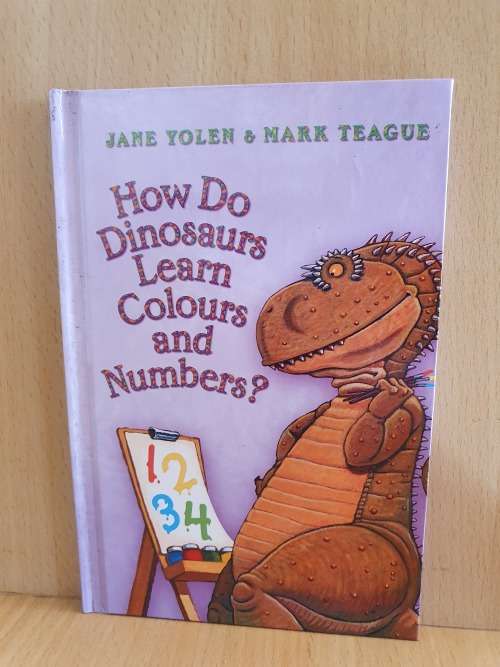 JANE YOLEN & MARK TEAGUE
How Do
Dinosaurs
Learn
Colours
and
Numbers?
1 2
3 4